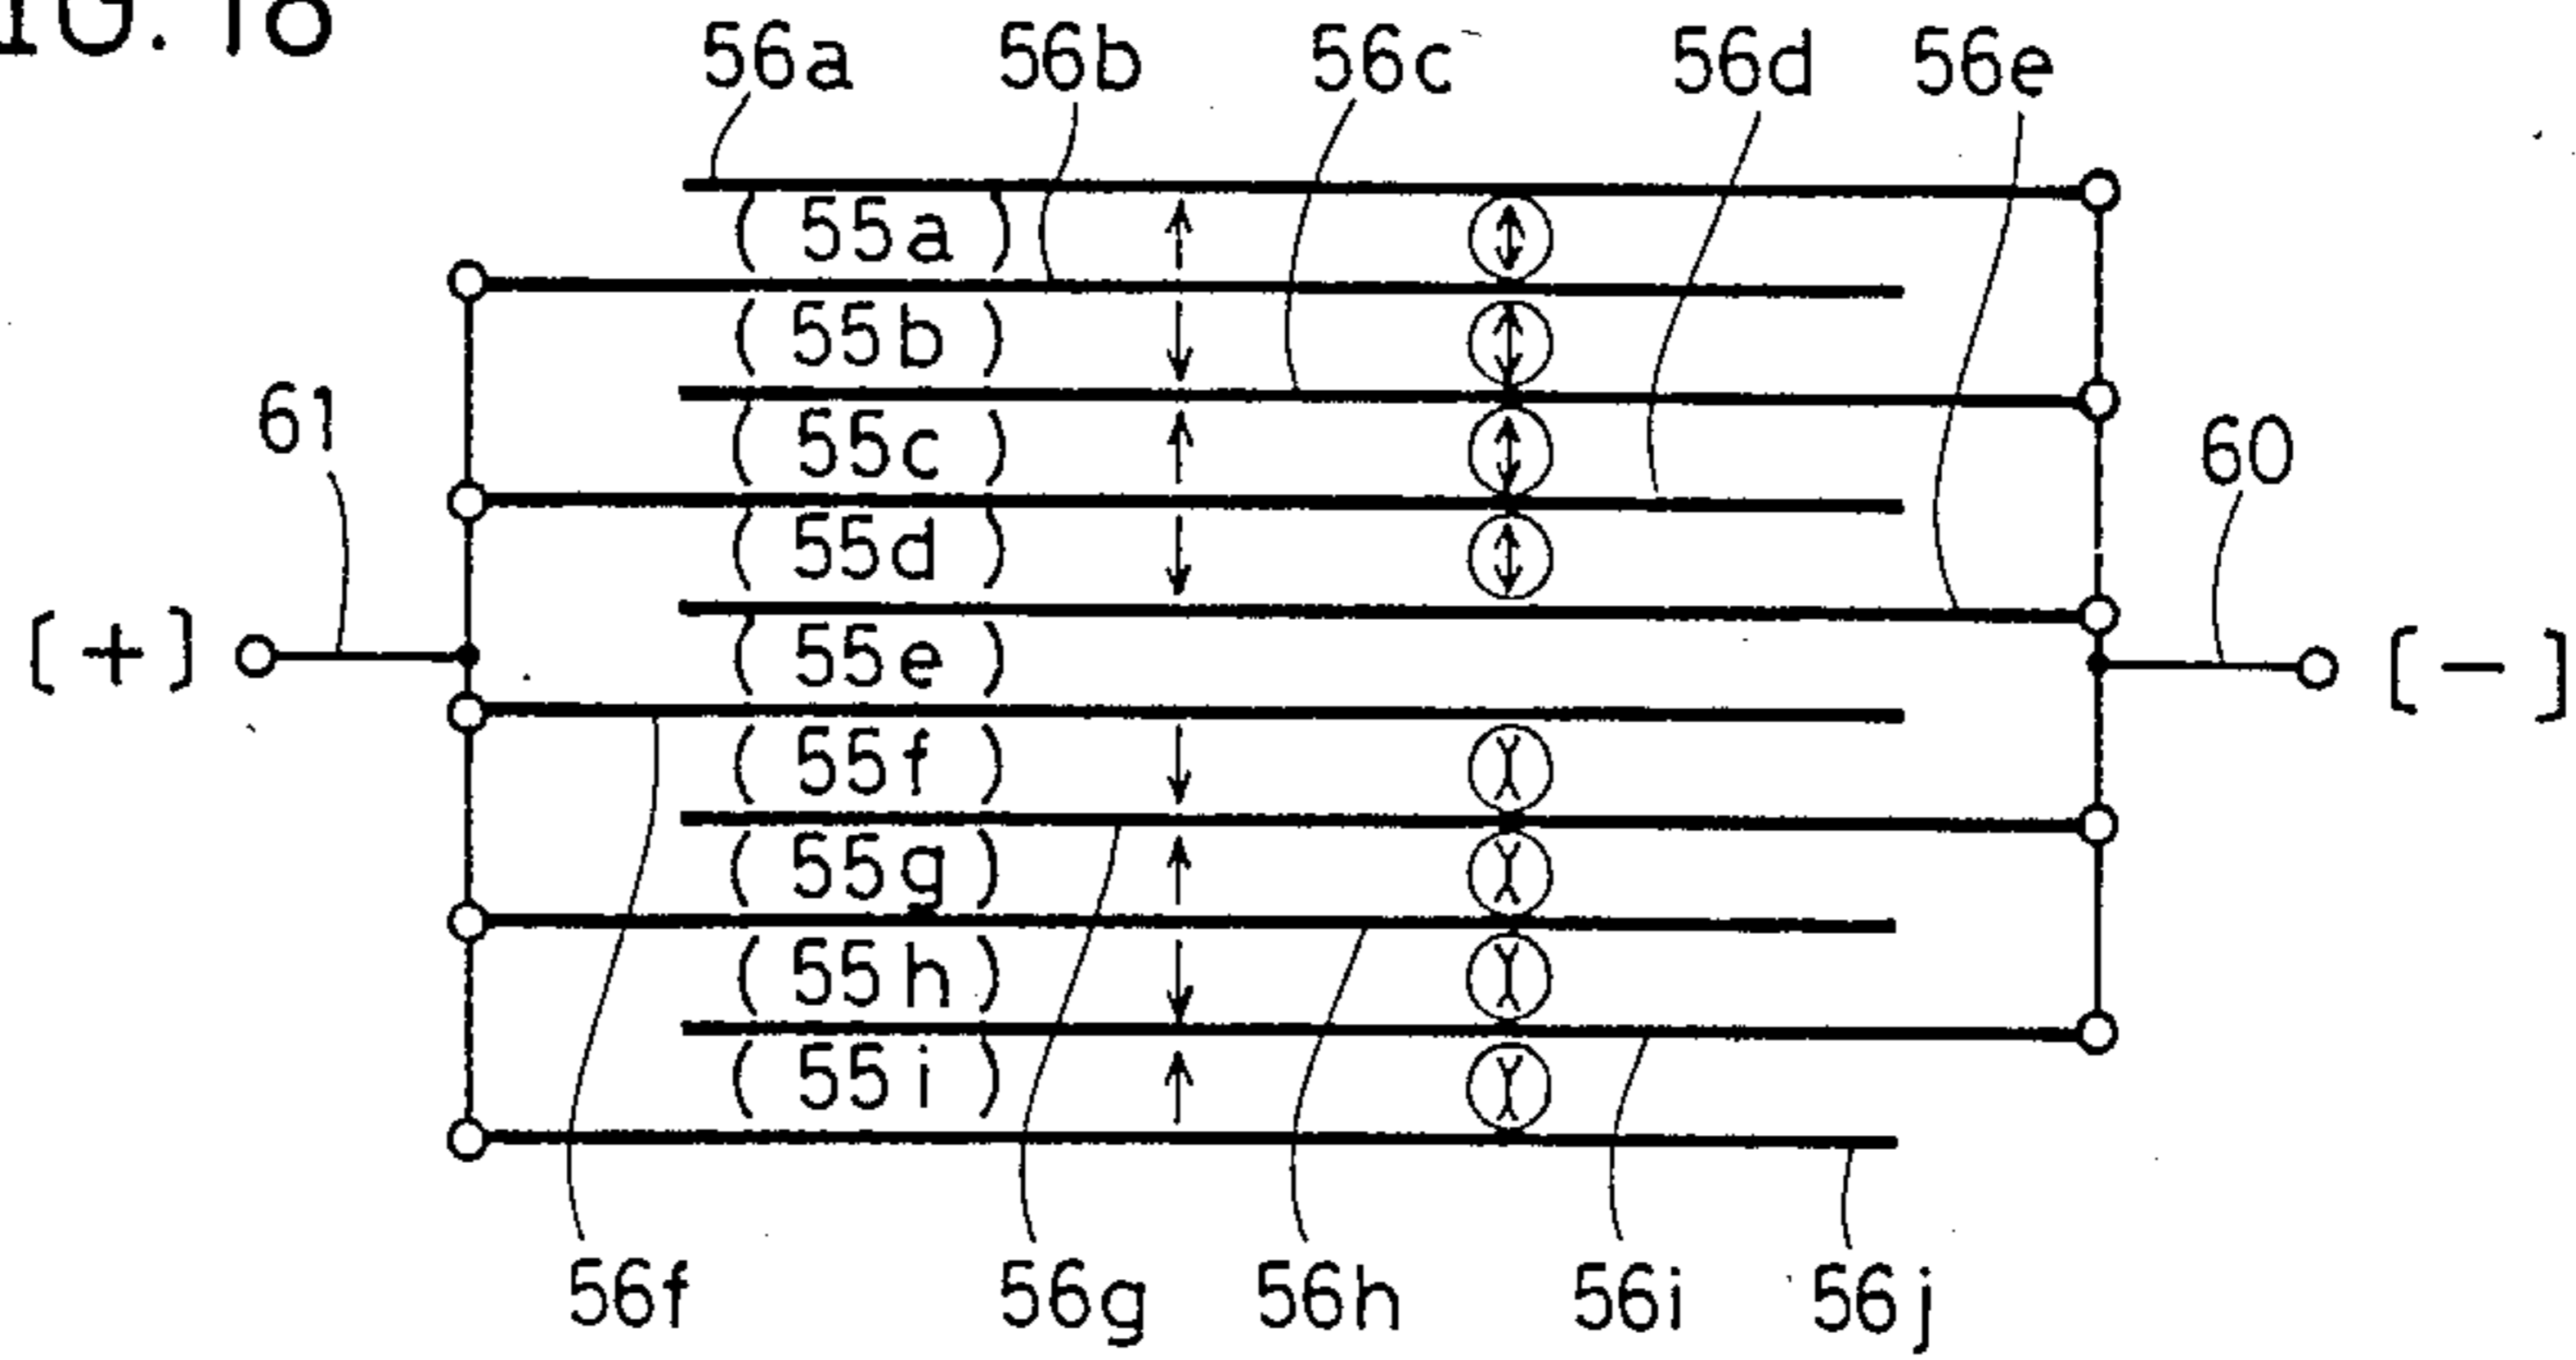 IG. 18
56a 56b 56c 56d 56e
(55a)
(55b)
(55c)
61
60
(55d)
[+]
(55e)
[-]
(55f)
(55g)
(55h)
(55i)
56f 56g 56h 56i 56j